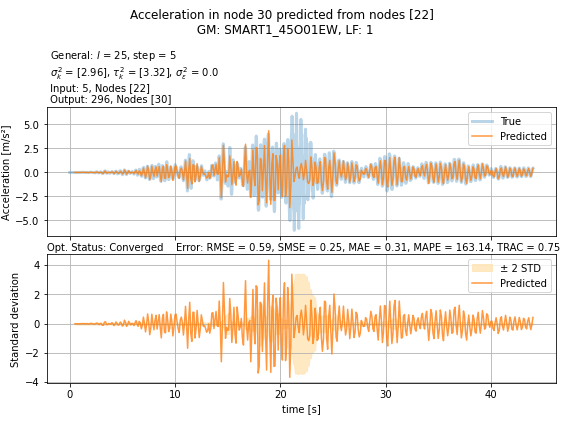 Acceleration in node 30 predicted from nodes [22]
GM: SMART1_45O01EW, LF: 1
General: l = 25, step = 5
σ²ₖ = [2.96], τ²ₖ = [3.32], σ²ε = 0.0
Input: 5, Nodes [22]
Output: 296, Nodes [30]
Acceleration [m/s²]
5.0
2.5
0.0
−2.5
−5.0
True
Predicted
Opt. Status: Converged Error: RMSE = 0.59, SMSE = 0.25, MAE = 0.31, MAPE = 163.14, TRAC = 0.75
Standard deviation
4
2
0
−2
−4
± 2 STD
Predicted
0 10 20 30 40
time [s]